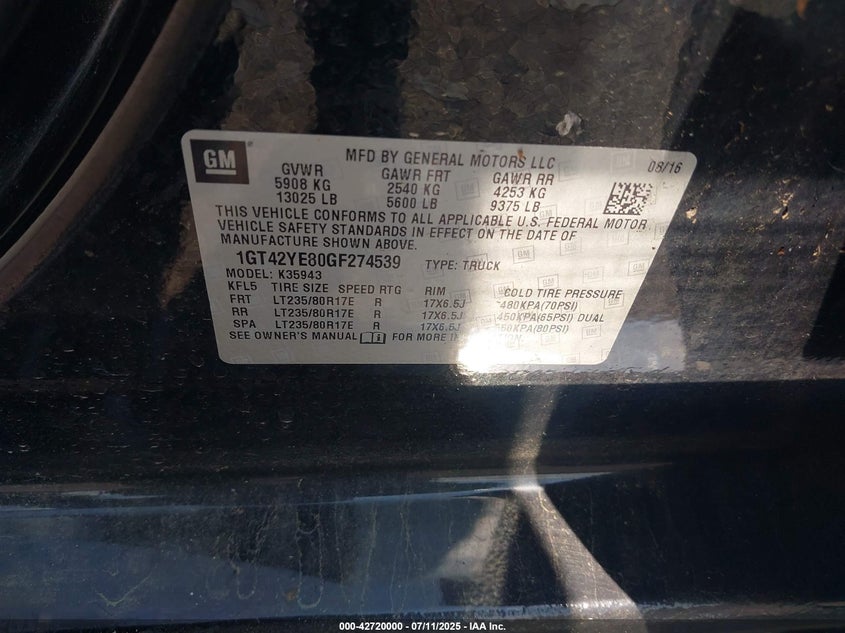 GM
MFD BY GENERAL MOTORS LLC
08/16
GVWR GAWR FRT GAWR RR
5908 KG 2540 KG 4253 KG
13025 LB 5600 LB 9375 LB
THIS VEHICLE CONFORMS TO ALL APPLICABLE U.S. FEDERAL MOTOR
VEHICLE SAFETY STANDARDS IN EFFECT ON THE DATE OF
MANUFACTURE SHOWN ABOVE.
1GT42YE80GF274539 TYPE: TRUCK
MODEL: K35943
KFL5 TIRE SIZE SPEED RTG RIM COLD TIRE PRESSURE
FRT LT235/80R17E R 17X6.5J 480KPA(70PSI)
RR LT235/80R17E R 17X6.5J 450KPA(65PSI) DUAL
SPA LT235/80R17E R 17X6.5J 550KPA(80PSI)
SEE OWNER'S MANUAL FOR MORE
000-42720000 - 07/11/2025 - IAA Inc.